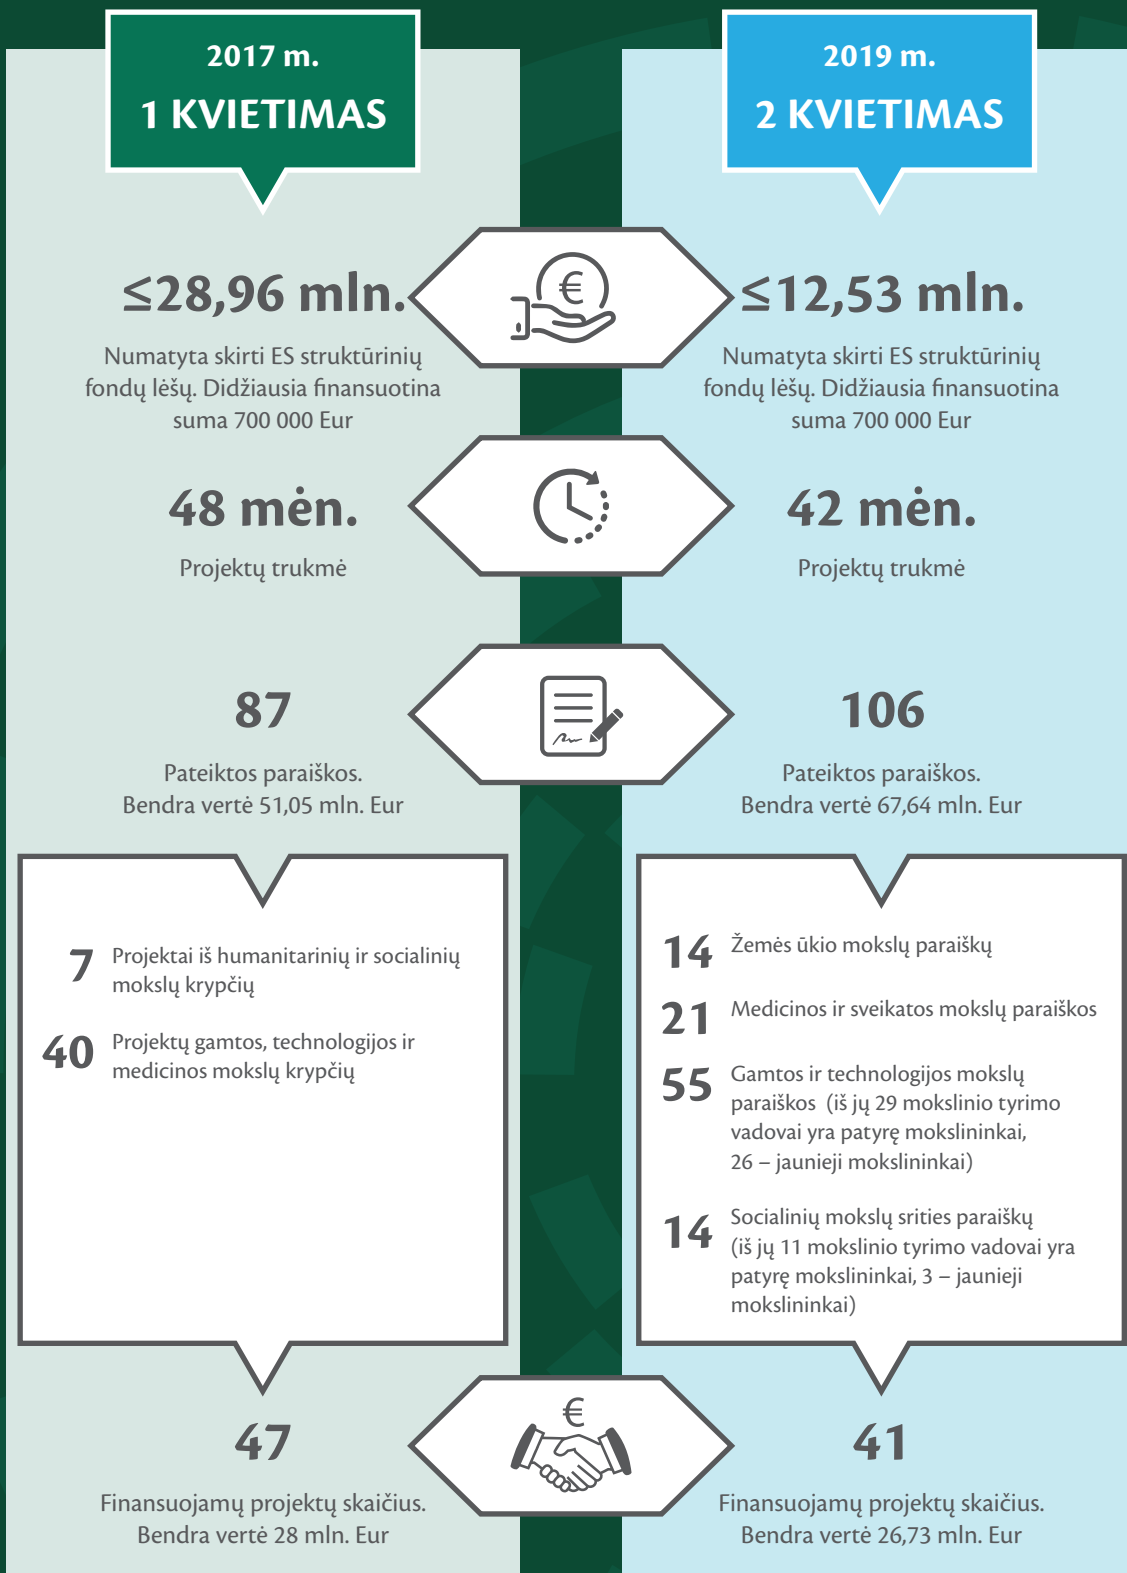 2017 m.
1 KVIETIMAS
≤28,96 mln.
Numatyta skirti ES struktūrinių
fondų lėšų. Didžiausia finansuotina
suma 700 000 Eur
48 mėn.
Projektų trukmė
87
Pateiktos paraiškos.
Bendra vertė 51,05 mln. Eur
7 Projektai iš humanitarinių ir socialinių
mokslų krypčių
40 Projektų gamtos, technologijos ir
medicinos mokslų krypčių
47
Finansuojamų projektų skaičius.
Bendra vertė 28 mln. Eur
2019 m.
2 KVIETIMAS
≤12,53 mln.
Numatyta skirti ES struktūrinių
fondų lėšų. Didžiausia finansuotina
suma 700 000 Eur
42 mėn.
Projektų trukmė
106
Pateiktos paraiškos.
Bendra vertė 67,64 mln. Eur
14 Žemės ūkio mokslų paraiškų
21 Medicinos ir sveikatos mokslų paraiškos
55 Gamtos ir technologijos mokslų
paraiškos (iš jų 29 mokslinio tyrimo
vadovai yra patyrę mokslininkai,
26 – jaunieji mokslininkai)
14 Socialinių mokslų srities paraiškų
(iš jų 11 mokslinio tyrimo vadovai yra
patyrę mokslininkai, 3 – jaunieji
mokslininkai)
41
Finansuojamų projektų skaičius.
Bendra vertė 26,73 mln. Eur
€
€